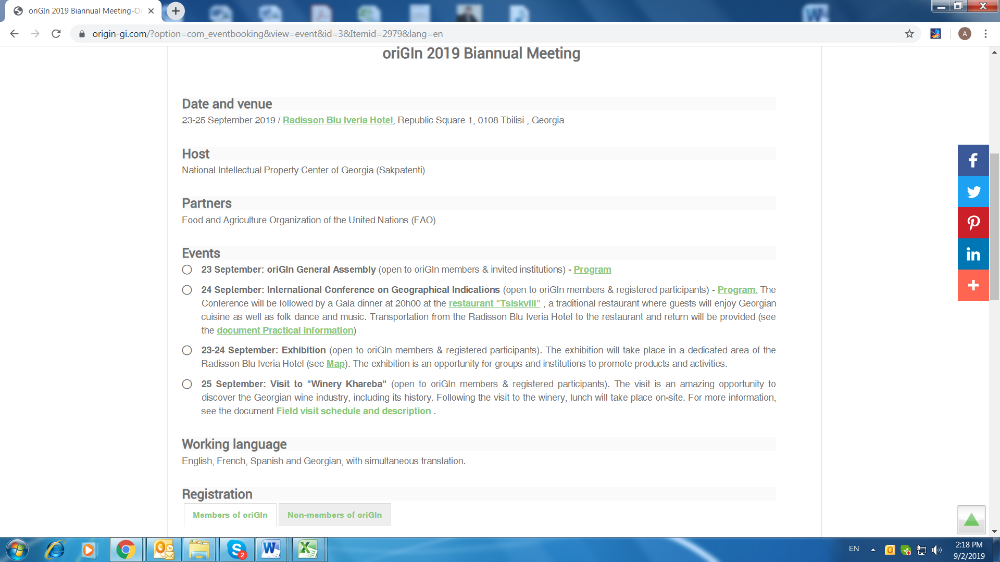 oriGIn 2019 Biannual Meeting-Or
origin-gi.com/?option=com_eventbooking&view=event&id=3&Itemid=2979&lang=en
A
oriGIn 2019 Biannual Meeting
Date and venue
23-25 September 2019 / Radisson Blu Iveria Hotel, Republic Square 1, 0108 Tbilisi , Georgia
Host
National Intellectual Property Center of Georgia (Sakpatenti)
Partners
Food and Agriculture Organization of the United Nations (FAO)
Events
23 September: oriGIn General Assembly (open to oriGIn members & invited institutions) - Program
24 September: International Conference on Geographical Indications (open to oriGIn members & registered participants) - Program. The
Conference will be followed by a Gala dinner at 20h00 at the restaurant "Tsiskvili" , a traditional restaurant where guests will enjoy Georgian
cuisine as well as folk dance and music. Transportation from the Radisson Blu Iveria Hotel to the restaurant and return will be provided (see
the document Practical information)
23-24 September: Exhibition (open to oriGIn members & registered participants). The exhibition will take place in a dedicated area of the
Radisson Blu Iveria Hotel (see Map). The exhibition is an opportunity for groups and institutions to promote products and activities.
25 September: Visit to "Winery Khareba" (open to oriGIn members & registered participants). The visit is an amazing opportunity to
discover the Georgian wine industry, including its history. Following the visit to the winery, lunch will take place on-site. For more information,
see the document Field visit schedule and description .
Working language
English, French, Spanish and Georgian, with simultaneous translation.
Registration
Members of oriGIn
Non-members of oriGIn
2
EN
2:18 PM
9/2/2019